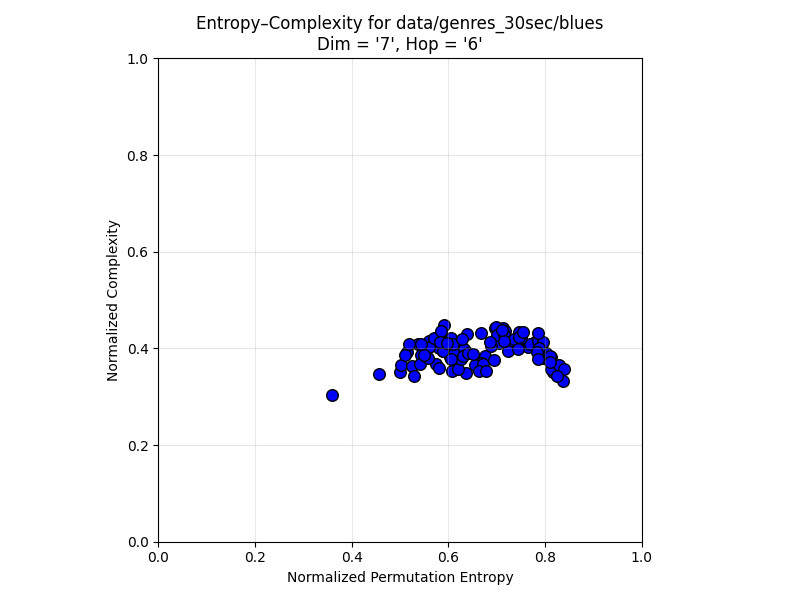 Entropy–Complexity for data/genres_30sec/blues
Dim = '7', Hop = '6'
1.0
0.8
0.6
0.4
0.2
0.0
Normalized Complexity
0.0 0.2 0.4 0.6 0.8 1.0
Normalized Permutation Entropy